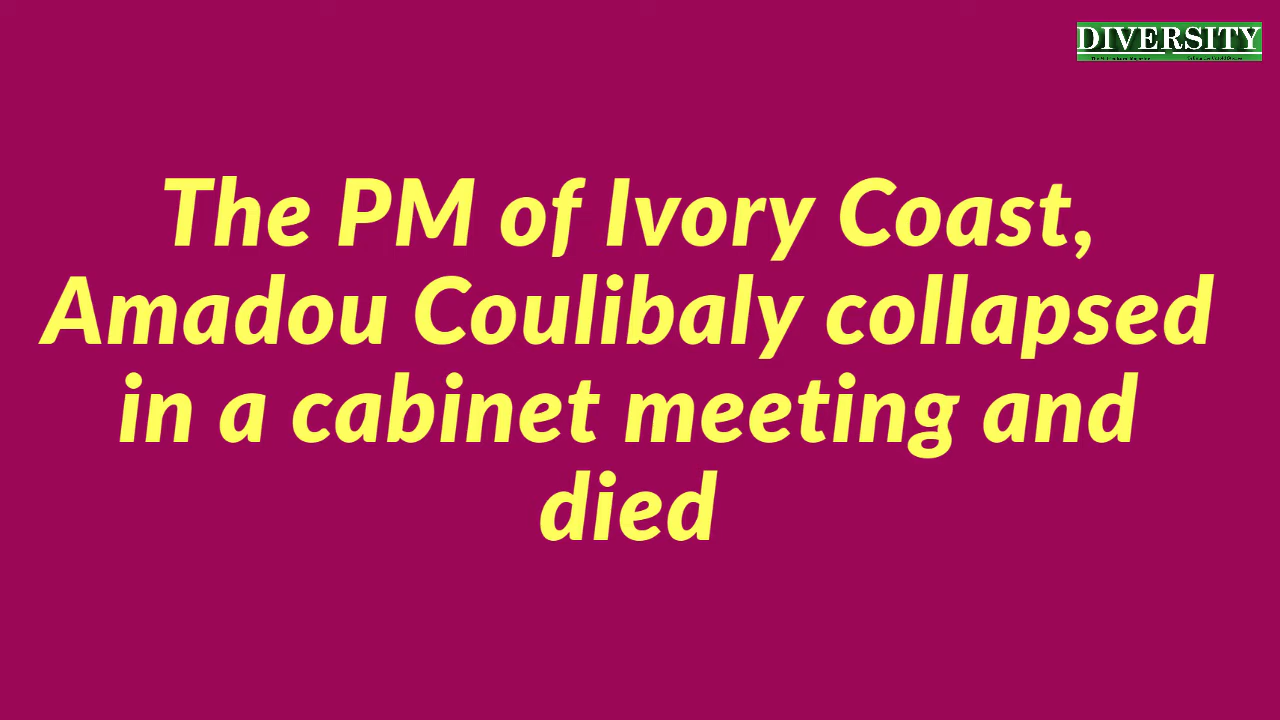 DIVERSITY
The PM of Ivory Coast,
Amadou Coulibaly collapsed
in a cabinet meeting and
died